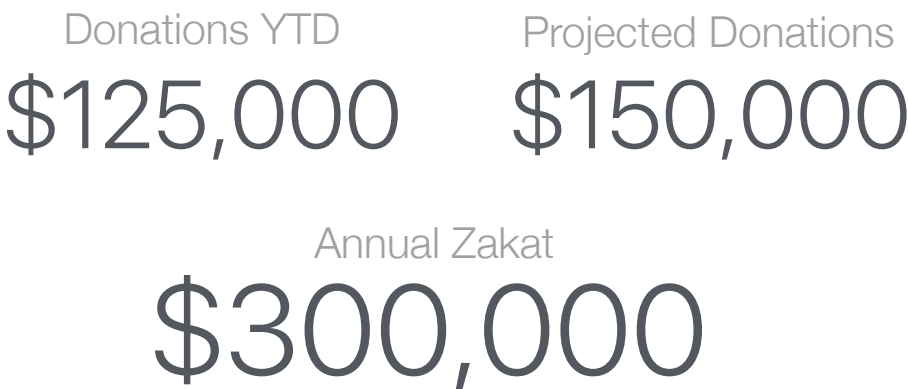 Donations YTD Projected Donations
$125,000 $150,000
Annual Zakat
$300,000